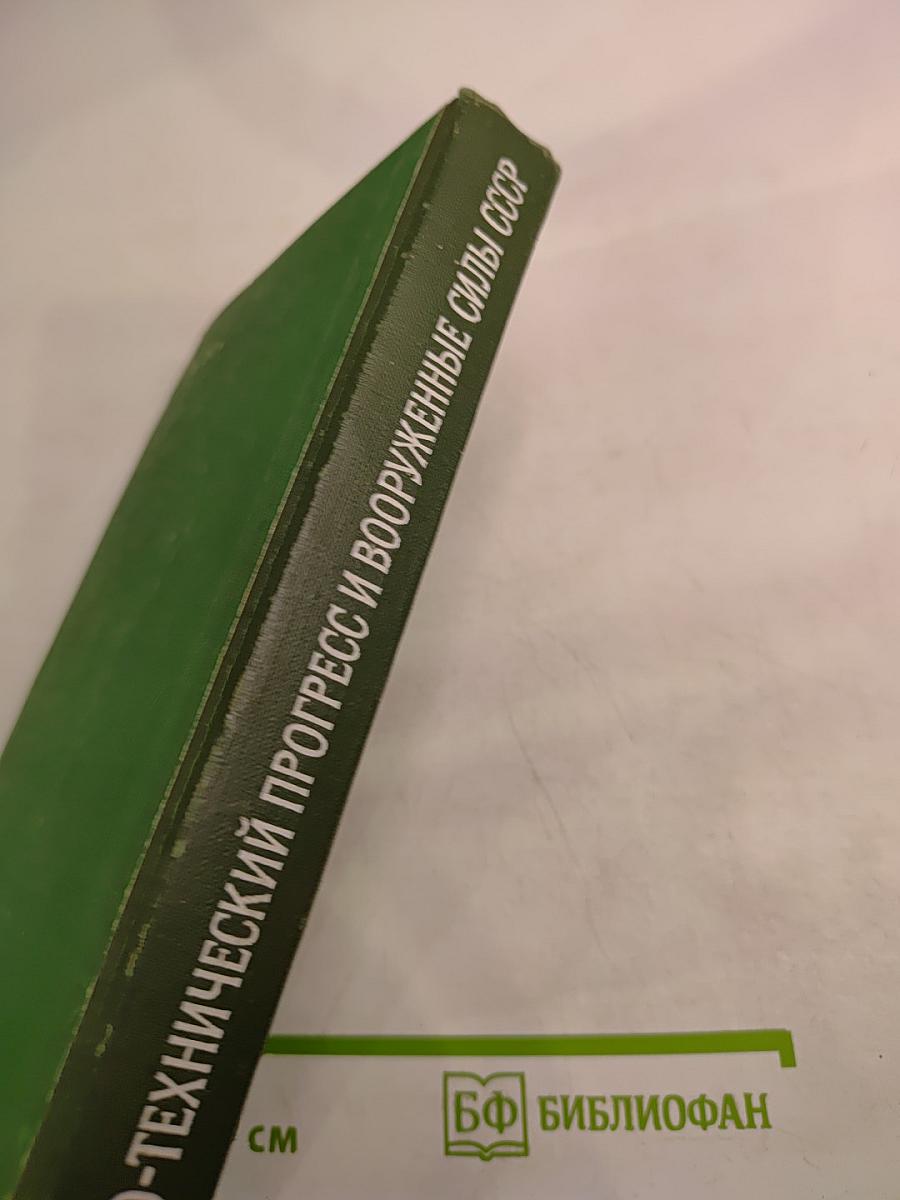 О-ТЕХНИЧЕСКИЙ ПРОГРЕСС И ВООРУЖЕННЫЕ СИЛЫ СССР
см
БФ БИБЛИОФАН